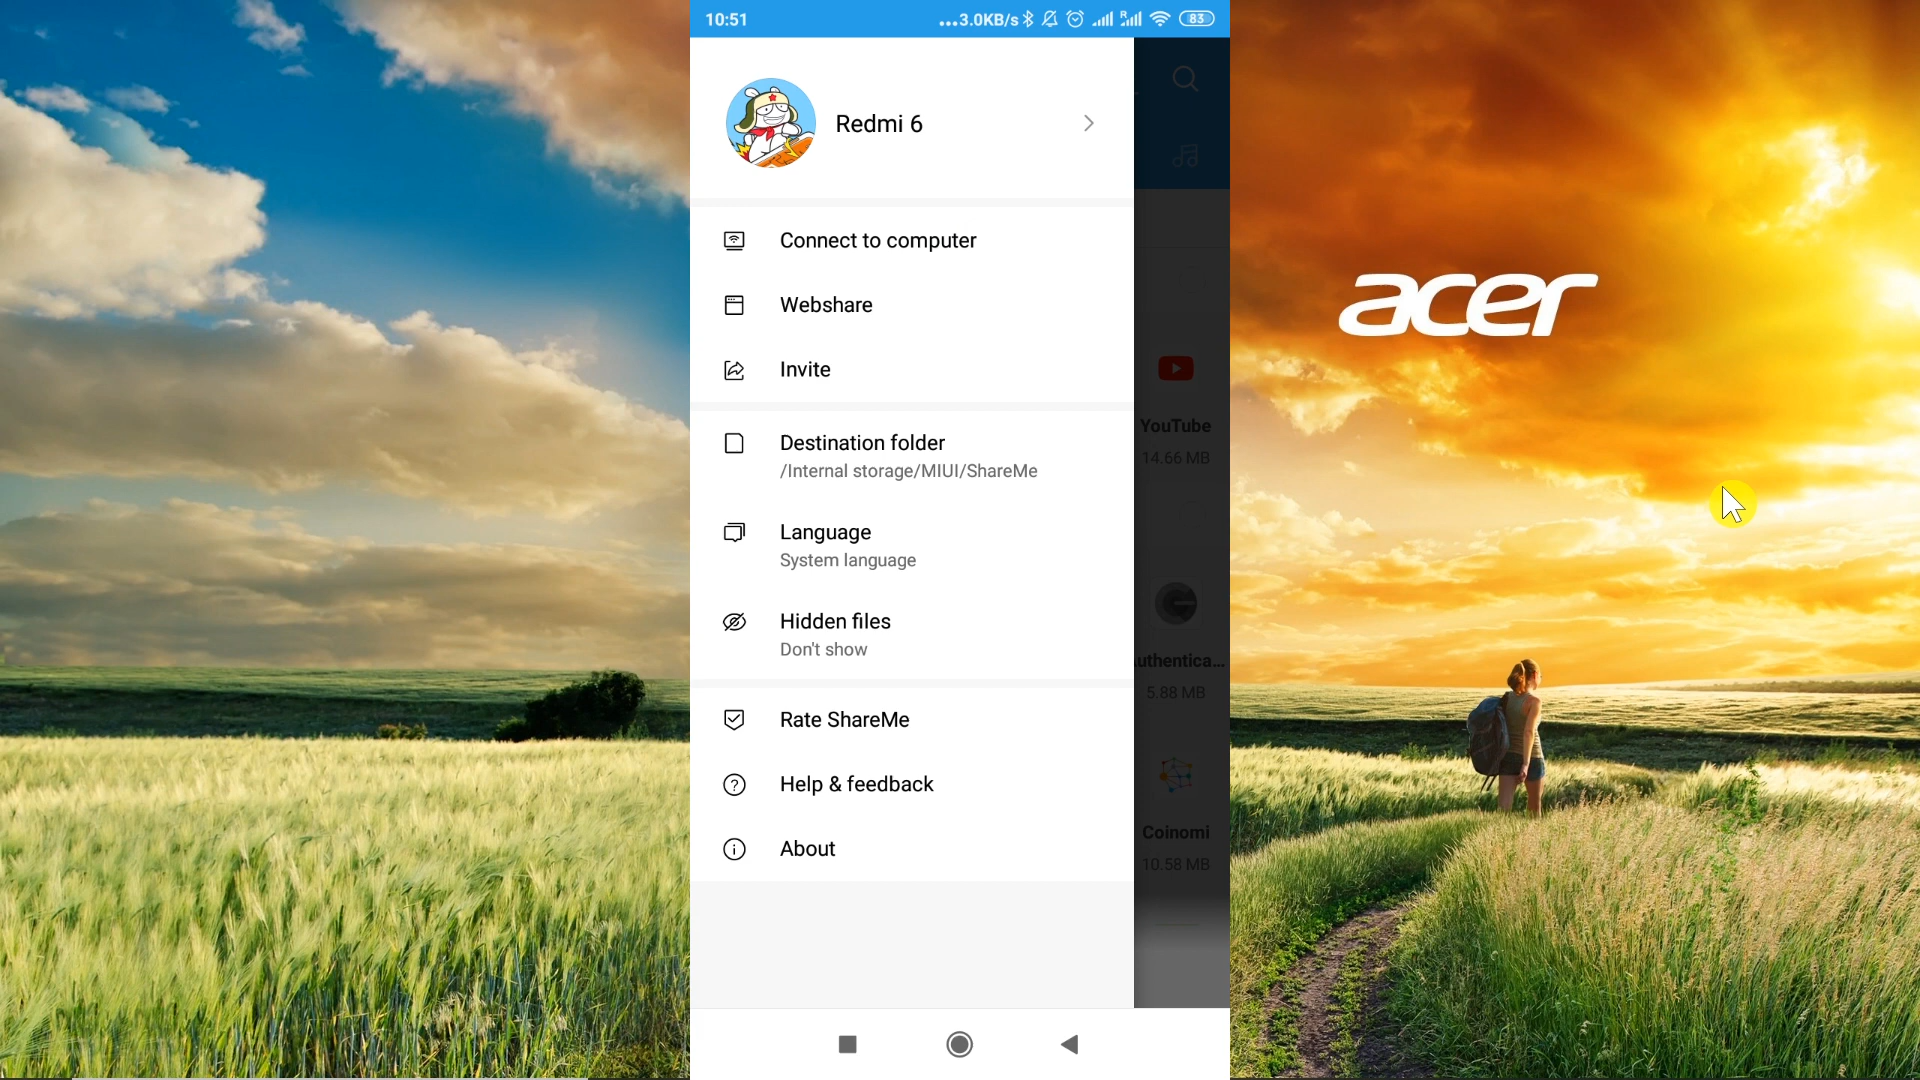 10:51
...3.0KB/s
R
83
Redmi 6
Connect to computer
Webshare
Invite
YouTube
14.66 MB
Destination folder
/Internal storage/MIUI/ShareMe
Language
System language
Hidden files
Don't show
uthentica...
5.88 MB
Rate ShareMe
Help & feedback
About
Coinomi
10.58 MB
acer